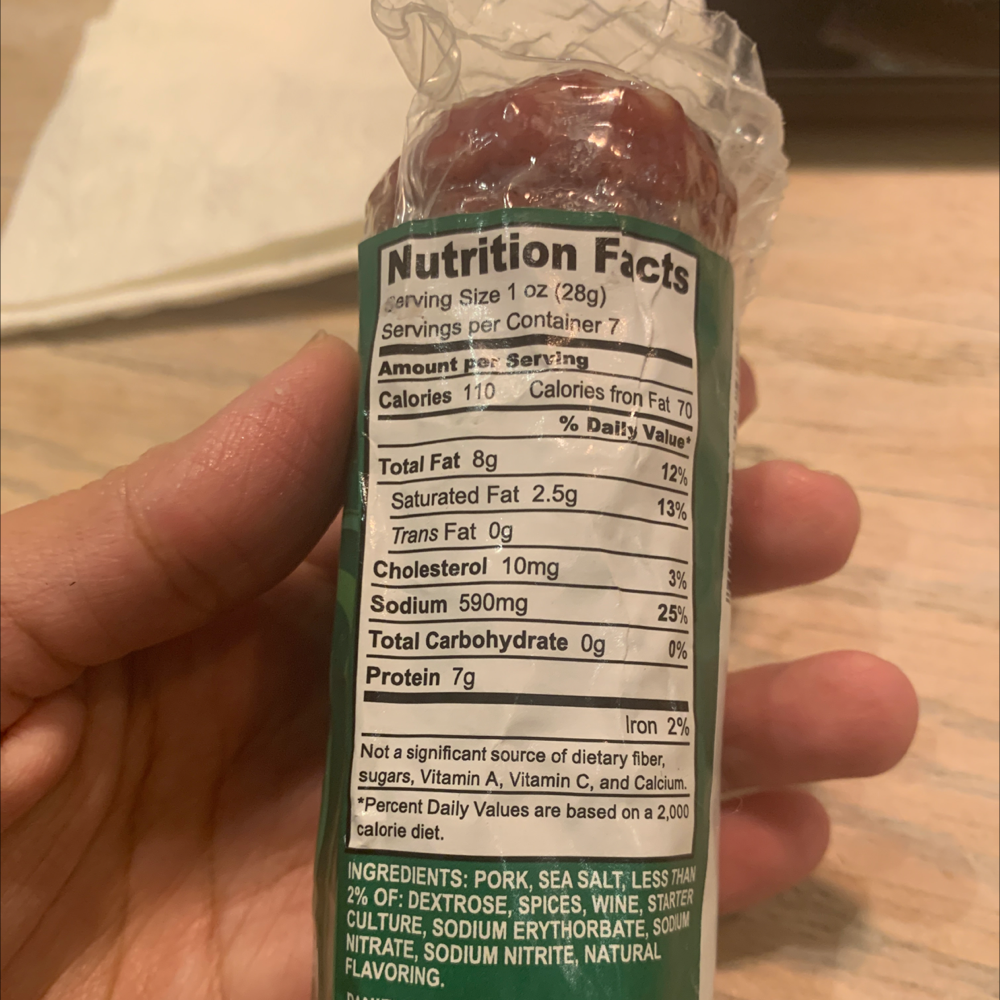 Nutrition Facts
Serving Size 1 oz (28g)
Servings per Container 7
Amount per Serving
Calories 110 Calories fron Fat 70
% Daily Value*
Total Fat 8g 12%
Saturated Fat 2.5g 13%
Trans Fat 0g
Cholesterol 10mg 3%
Sodium 590mg 25%
Total Carbohydrate 0g 0%
Protein 7g
Iron 2%
Not a significant source of dietary fiber,
sugars, Vitamin A, Vitamin C, and Calcium.
*Percent Daily Values are based on a 2,000
calorie diet.
INGREDIENTS: PORK, SEA SALT, LESS THAN
2% OF: DEXTROSE, SPICES, WINE, STARTER
CULTURE, SODIUM ERYTHORBATE, SODIUM
NITRATE, SODIUM NITRITE, NATURAL
FLAVORING.